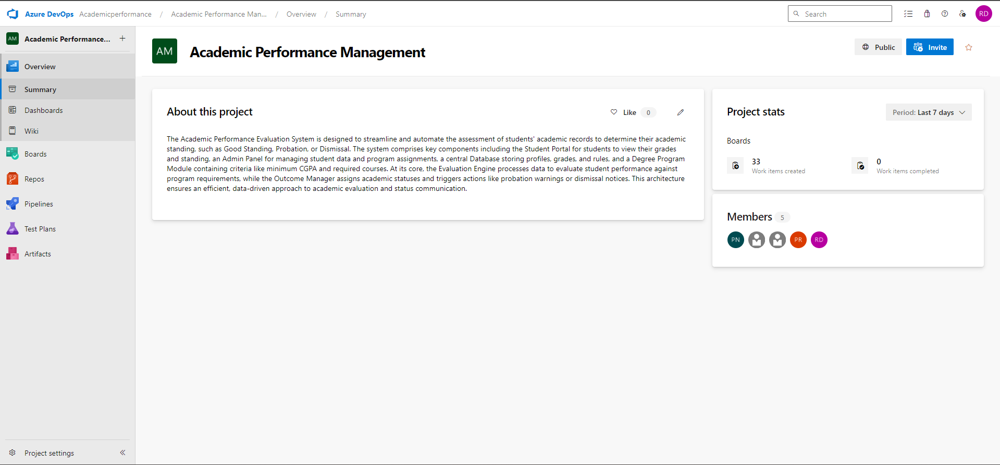 Azure DevOps Academicperformance / Academic Performance Man... / Overview / Summary
Search
RD
AM Academic Performance... +
Overview
Summary
Dashboards
Wiki
Boards
Repos
Pipelines
Test Plans
Artifacts
Project settings
AM Academic Performance Management
Public
Invite
About this project
Like 0
The Academic Performance Evaluation System is designed to streamline and automate the assessment of students' academic records to determine their academic
standing, such as Good Standing, Probation, or Dismissal. The system comprises key components including the Student Portal for students to view their grades
and standing, an Admin Panel for managing student data and program assignments, a central Database storing profiles, grades, and rules, and a Degree Program
Module containing criteria like minimum CGPA and required courses. At its core, the Evaluation Engine processes data to evaluate student performance against
program requirements, while the Outcome Manager assigns academic statuses and triggers actions like probation warnings or dismissal notices. This architecture
ensures an efficient, data-driven approach to academic evaluation and status communication.
Project stats
Period: Last 7 days
Boards
33
Work items created
0
Work items completed
Members 5
PN PR RD